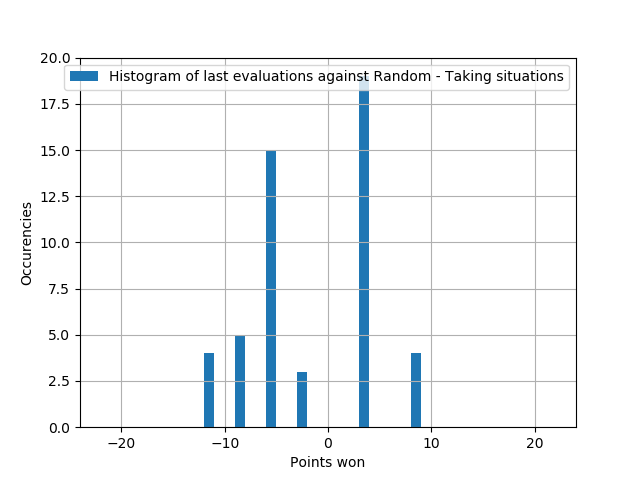 Histogram of last evaluations against Random - Taking situations
20.0
17.5
15.0
12.5
10.0
7.5
5.0
2.5
0.0
Occurencies
−20 −10 0 10 20
Points won